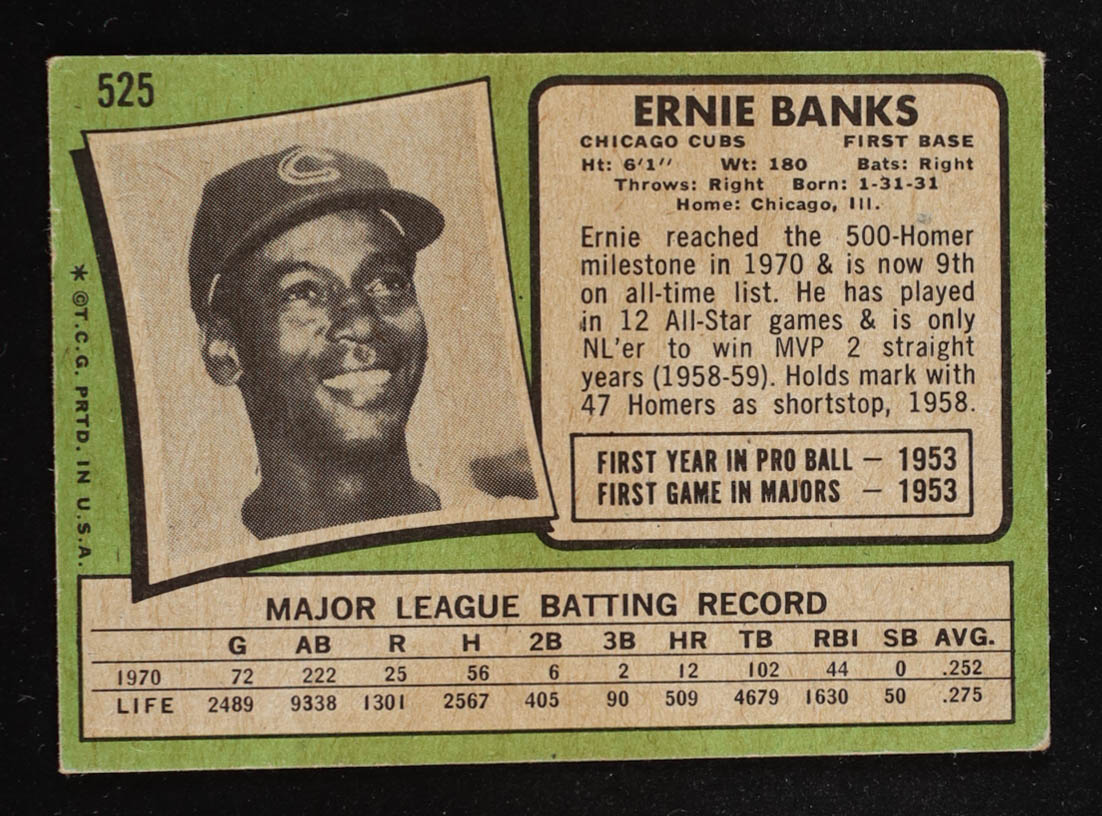 525
ERNIE BANKS
CHICAGO CUBS FIRST BASE
Ht: 6'1" Wt: 180 Bats: Right
Throws: Right Born: 1-31-31
Home: Chicago, Ill.
Ernie reached the 500-Homer
milestone in 1970 & is now 9th
on all-time list. He has played
in 12 All-Star games & is only
NL'er to win MVP 2 straight
years (1958-59). Holds mark with
47 Homers as shortstop, 1958.
FIRST YEAR IN PRO BALL — 1953
FIRST GAME IN MAJORS — 1953
C
* ©T.C.G. PRTD. IN U.S.A.
MAJOR LEAGUE BATTING RECORD
G AB R H 2B 3B HR TB RBI SB AVG.
1970 72 222 25 56 6 2 12 102 44 0 .252
LIFE 2489 9338 1301 2567 405 90 509 4679 1630 50 .275